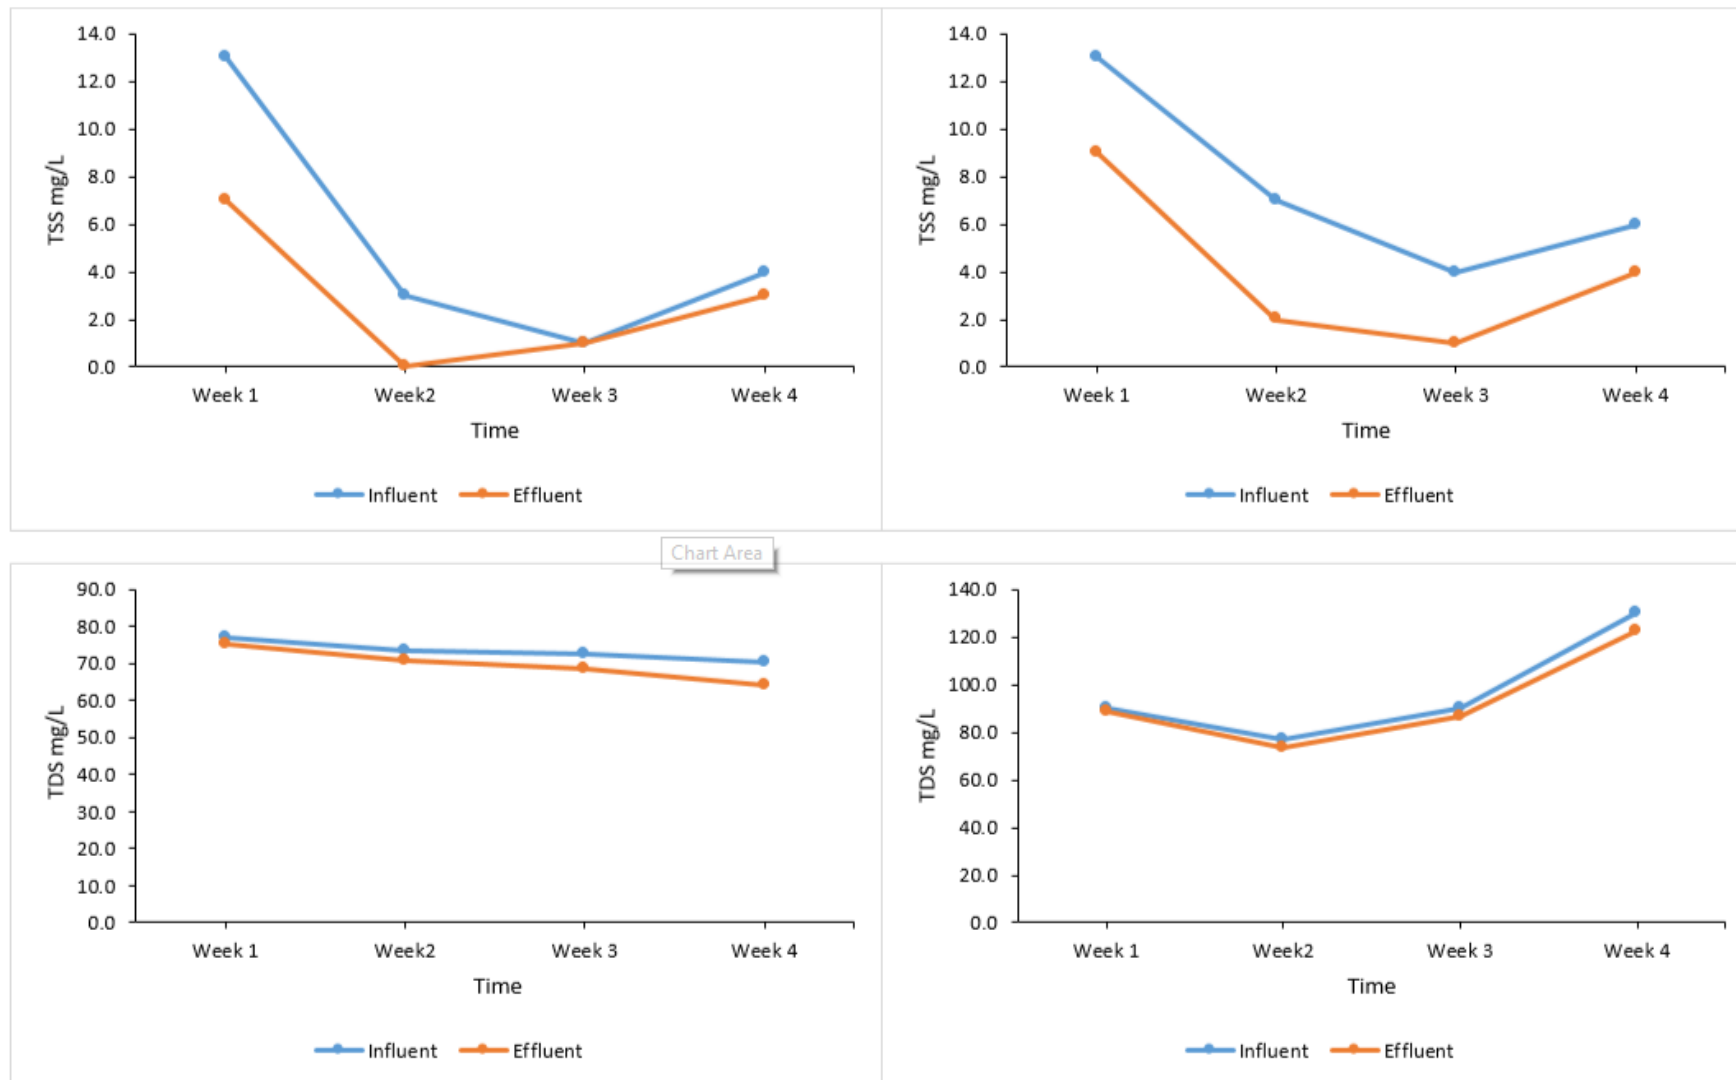 14.0
12.0
10.0
8.0
6.0
4.0
2.0
0.0
TSS mg/L
Week 1 Week2 Week 3 Week 4
Time
Influent Effluent
14.0
12.0
10.0
8.0
6.0
4.0
2.0
0.0
TSS mg/L
Week 1 Week2 Week 3 Week 4
Time
Influent Effluent
Chart Area
90.0
80.0
70.0
60.0
50.0
40.0
30.0
20.0
10.0
0.0
TDS mg/L
Week 1 Week2 Week 3 Week 4
Time
Influent Effluent
140.0
120.0
100.0
80.0
60.0
40.0
20.0
0.0
TDS mg/L
Week 1 Week2 Week 3 Week 4
Time
Influent Effluent